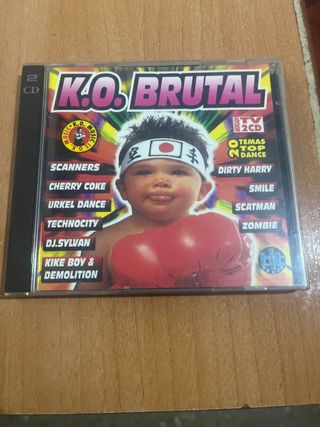 2
CD
K.O. BRUTAL
K.O. MUSIC
TV
2CD
20 TEMAS
TOP
DANCE
SCANNERS
CHERRY COKE
URKEL DANCE
TECHNOCITY
DJ.SYLVAN
KIKE BOY &
DEMOLITION
DIRTY HARRY
SMILE
SCATMAN
ZOMBIE